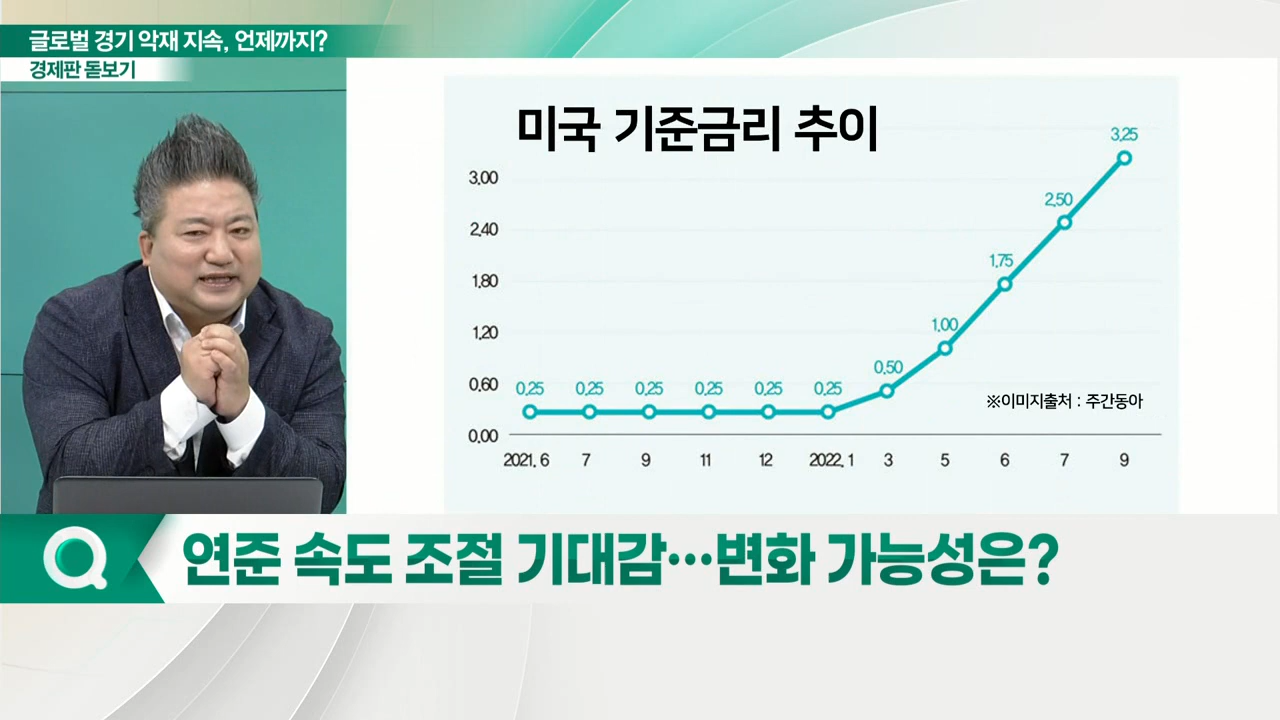 글로벌 경기 악재 지속, 언제까지?
경제판 돋보기
미국 기준금리 추이
3.25
3.00
2.50
2.40
1.75
1.80
1.00
1.20
0.50
0.60
0.25 0.25 0.25 0.25 0.25 0.25
※이미지출처 : 주간동아
0.00
2021. 6 7 9 11 12 2022. 1 3 5 6 7 9
Q 연준 속도 조절 기대감…변화 가능성은?